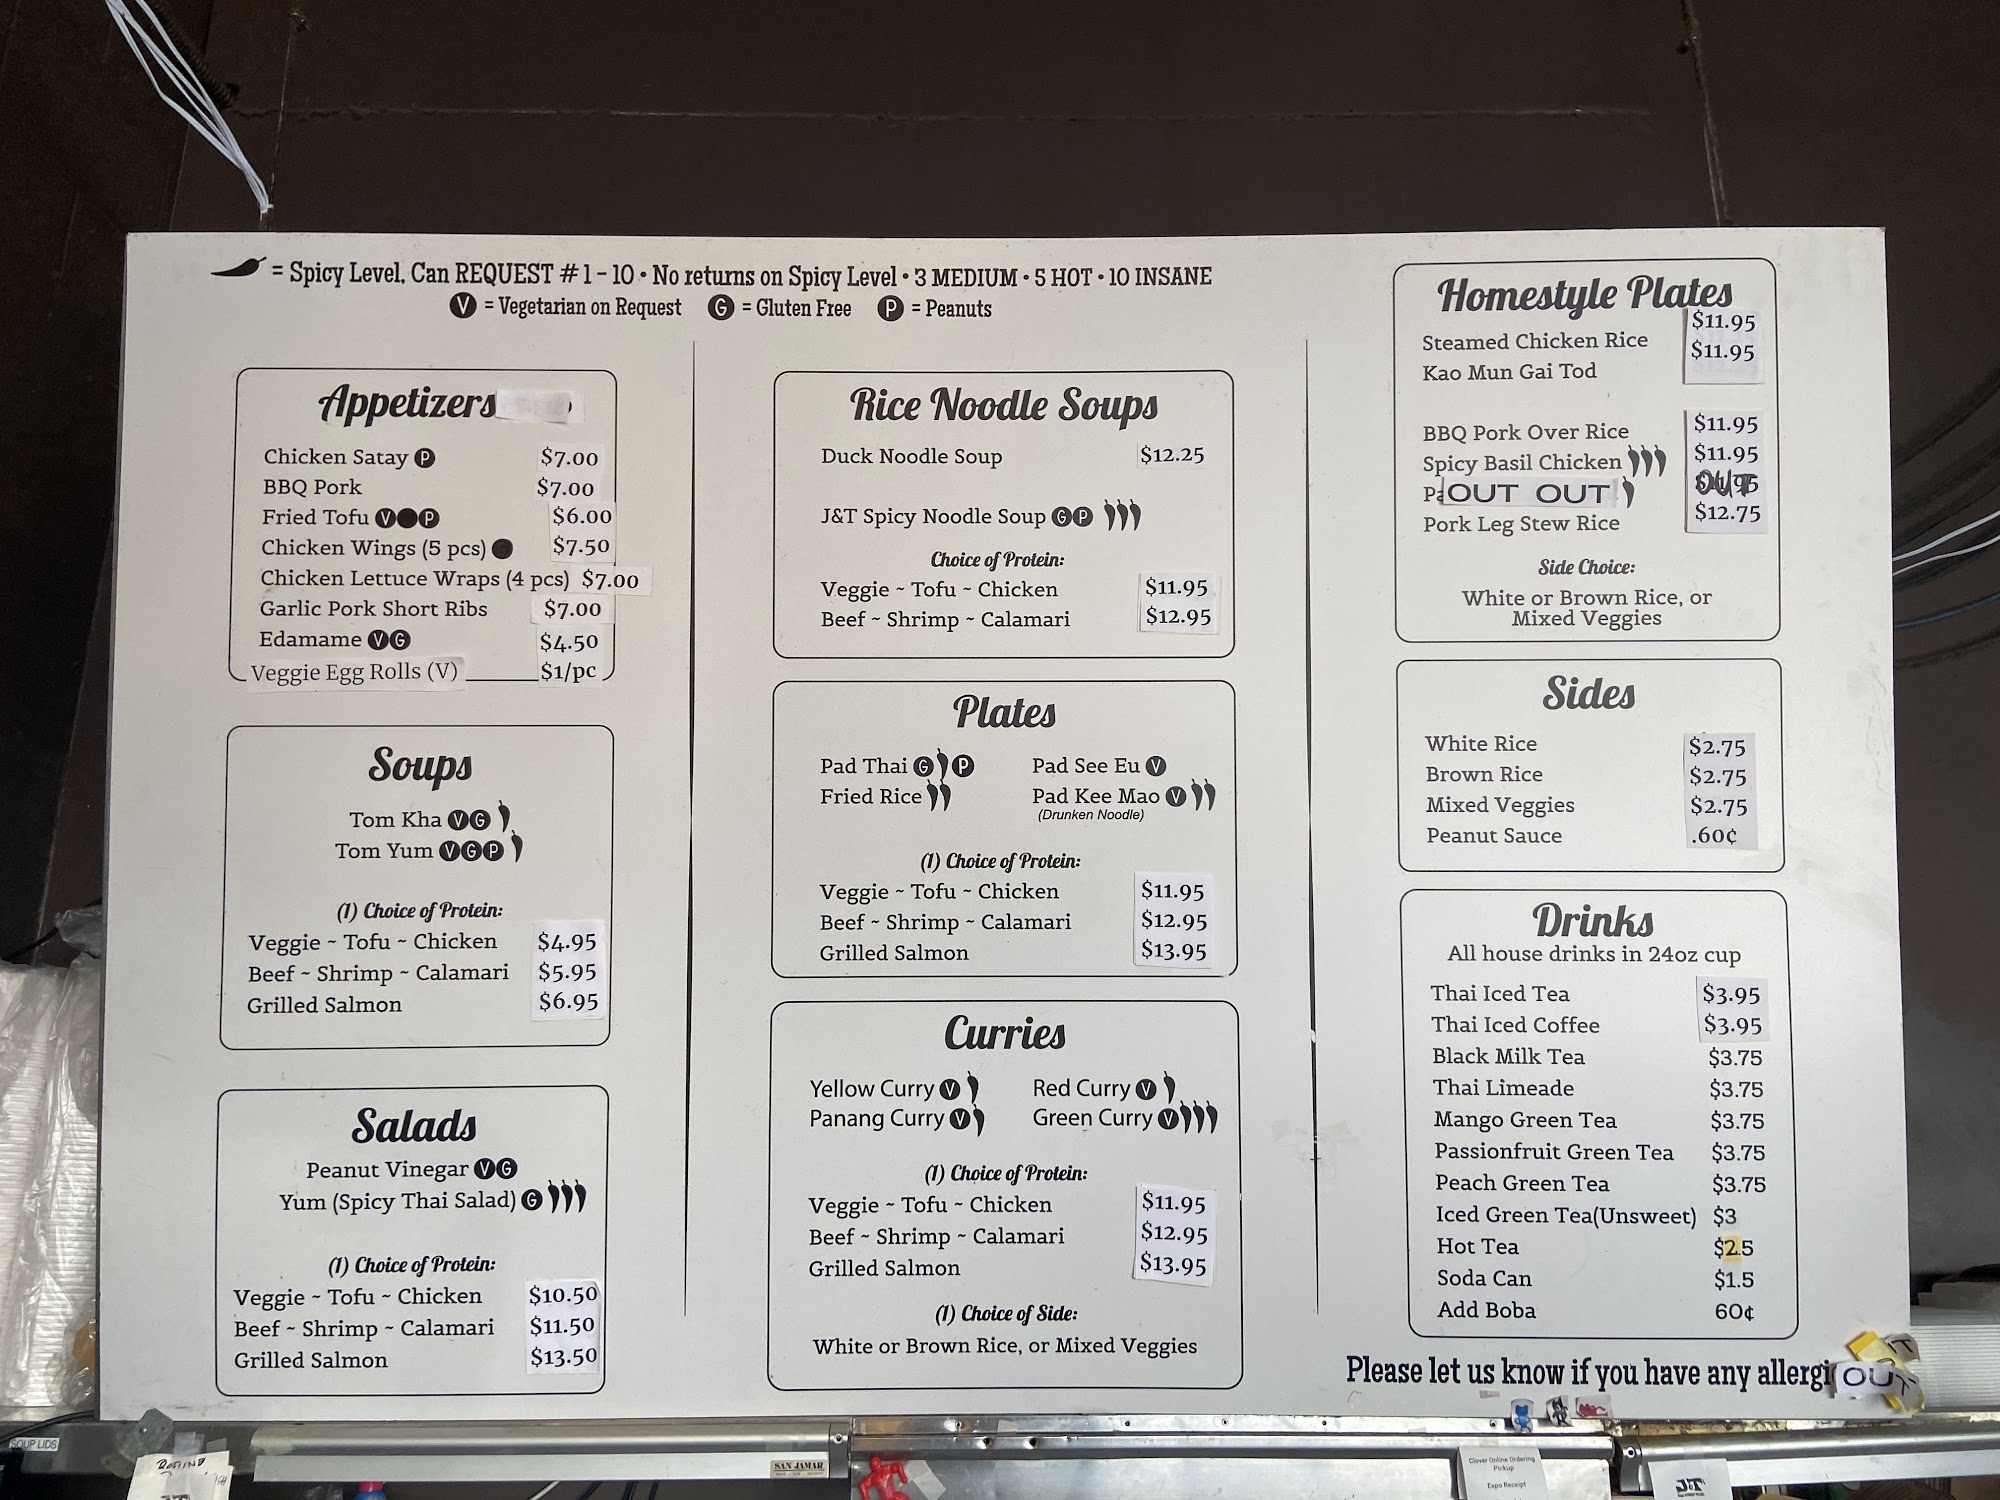 = Spicy Level, Can REQUEST # 1 - 10 • No returns on Spicy Level • 3 MEDIUM • 5 HOT • 10 INSANE
V = Vegetarian on Request G = Gluten Free P = Peanuts
Appetizers
Chicken Satay P $7.00
BBQ Pork $7.00
Fried Tofu V P $6.00
Chicken Wings (5 pcs) $7.50
Chicken Lettuce Wraps (4 pcs) $7.00
Garlic Pork Short Ribs $7.00
Edamame V G $4.50
Veggie Egg Rolls (V) $1/pc
Soups
Tom Kha V G
Tom Yum V G P
(1) Choice of Protein:
Veggie ~ Tofu ~ Chicken $4.95
Beef ~ Shrimp ~ Calamari $5.95
Grilled Salmon $6.95
Salads
Peanut Vinegar V G
Yum (Spicy Thai Salad) G
(1) Choice of Protein:
Veggie ~ Tofu ~ Chicken $10.50
Beef ~ Shrimp ~ Calamari $11.50
Grilled Salmon $13.50
Rice Noodle Soups
Duck Noodle Soup $12.25
J&T Spicy Noodle Soup G P
Choice of Protein:
Veggie ~ Tofu ~ Chicken $11.95
Beef ~ Shrimp ~ Calamari $12.95
Plates
Pad Thai G P Pad See Eu V
Fried Rice Pad Kee Mao V
(Drunken Noodle)
(1) Choice of Protein:
Veggie ~ Tofu ~ Chicken $11.95
Beef ~ Shrimp ~ Calamari $12.95
Grilled Salmon $13.95
Curries
Yellow Curry V Red Curry V
Panang Curry V Green Curry V
(1) Choice of Protein:
Veggie ~ Tofu ~ Chicken $11.95
Beef ~ Shrimp ~ Calamari $12.95
Grilled Salmon $13.95
(1) Choice of Side:
White or Brown Rice, or Mixed Veggies
Homestyle Plates
Steamed Chicken Rice $11.95
Kao Mun Gai Tod $11.95
BBQ Pork Over Rice $11.95
Spicy Basil Chicken $11.95
OUT OUT OUT
Pork Leg Stew Rice $12.75
Side Choice:
White or Brown Rice, or
Mixed Veggies
Sides
White Rice $2.75
Brown Rice $2.75
Mixed Veggies $2.75
Peanut Sauce .60¢
Drinks
All house drinks in 24oz cup
Thai Iced Tea $3.95
Thai Iced Coffee $3.95
Black Milk Tea $3.75
Thai Limeade $3.75
Mango Green Tea $3.75
Passionfruit Green Tea $3.75
Peach Green Tea $3.75
Iced Green Tea(Unsweet) $3
Hot Tea $2.5
Soda Can $1.5
Add Boba 60¢
Please let us know if you have any allergi OUT
SOUP LIDS
SAN JAMAR
Clover Online Ordering
Pickup
Expo Receipt
J&T